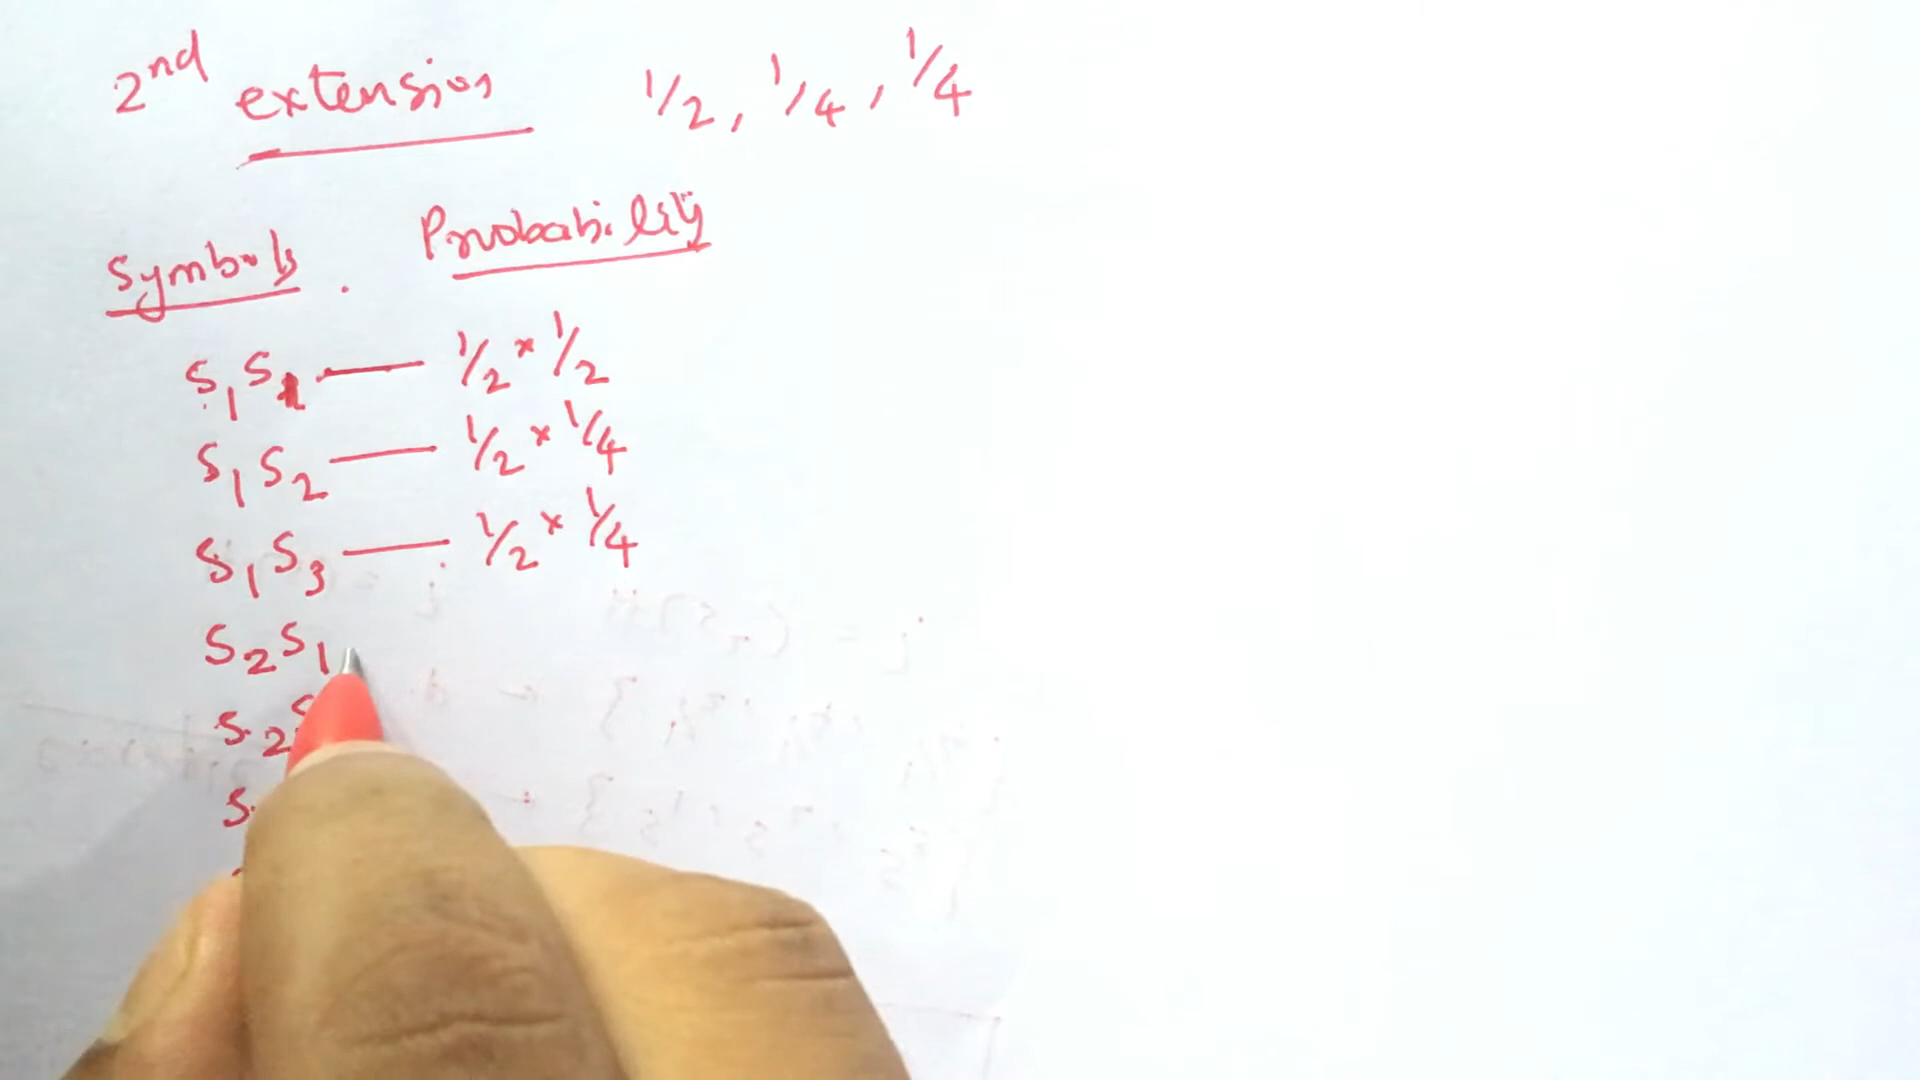 2nd extension 1/2, 1/4, 1/4
Symbols. Probability
S1S1 — 1/2 × 1/2
S1S2 — 1/2 × 1/4
S1S3 — 1/2 × 1/4
S2S1
S2S
S